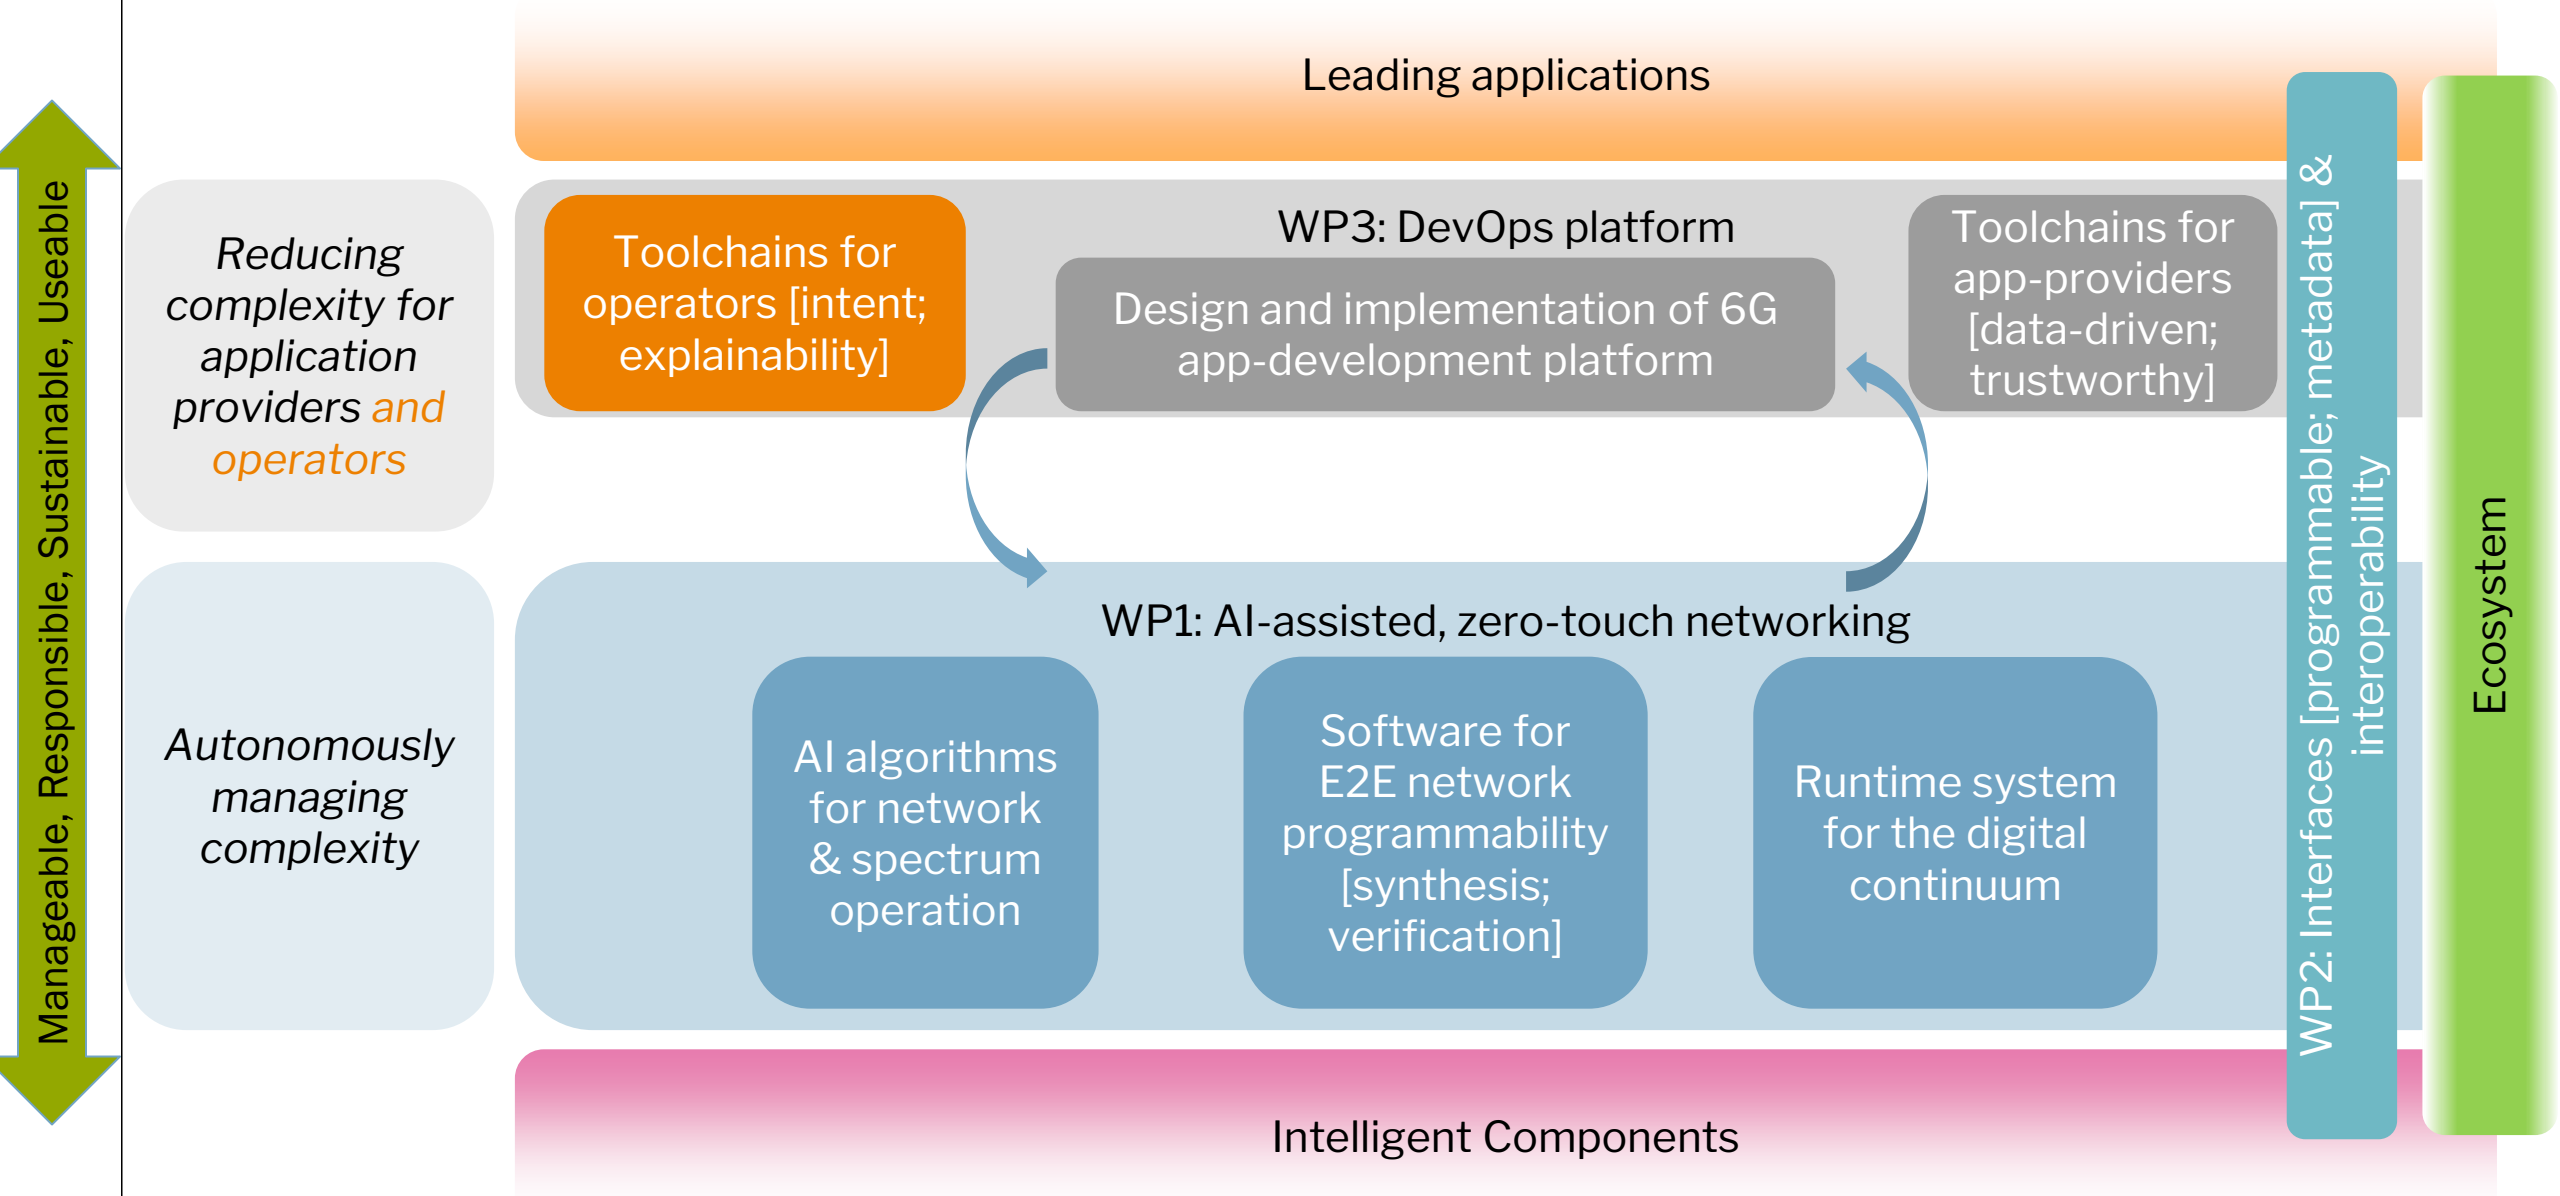 Leading applications
Manageable, Responsible, Sustainable, Useable
Reducing
complexity for
application
providers and
operators
Toolchains for
operators [intent;
explainability]
WP3: DevOps platform
Design and implementation of 6G
app-development platform
Toolchains for
app-providers
[data-driven;
trustworthy]
Autonomously
managing
complexity
WP1: AI-assisted, zero-touch networking
AI algorithms
for network
& spectrum
operation
Software for
E2E network
programmability
[synthesis;
verification]
Runtime system
for the digital
continuum
WP2: Interfaces [programmable; metadata] &
interoperability
Ecosystem
Intelligent Components